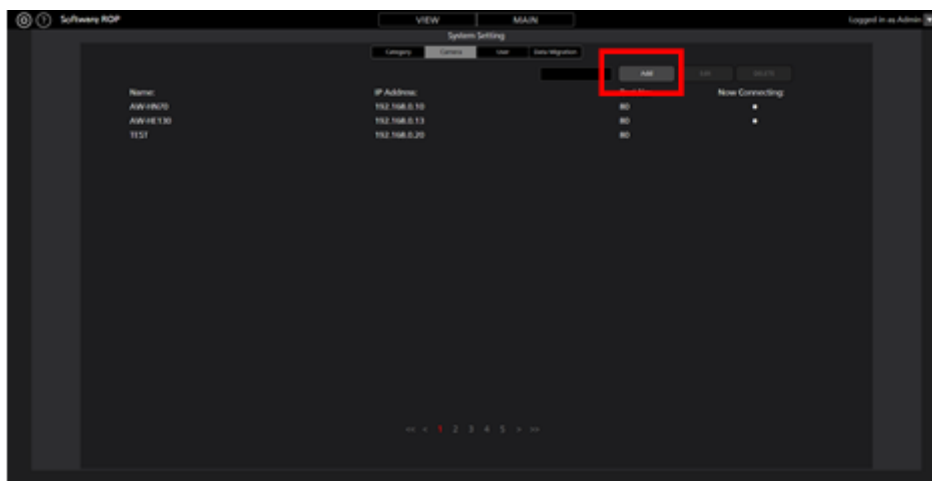 Software ROP VIEW MAIN Logged in as Admin
System Setting
Category Camera User Data Migration
Add Edit DELETE
Name: IP Address: Now Connecting:
AW-HN70 192.168.0.10 80
AW-HE130 192.168.0.13 80
TEST 192.168.0.20 80
<< < 1 2 3 4 5 > >>